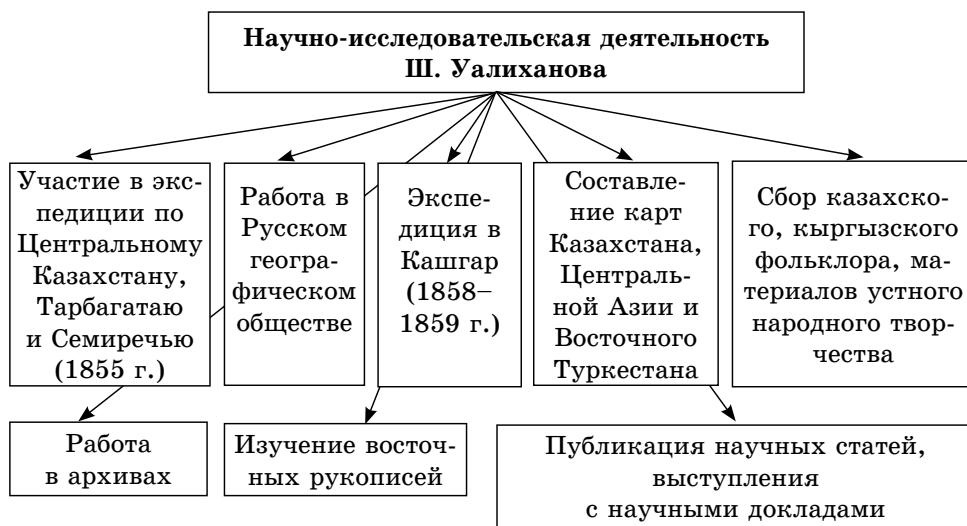 Научно-исследовательская деятельность
Ш. Уалиханова
Участие в экс-
педиции по
Центральному
Казахстану,
Тарбагатаю
и Семиречью
(1855 г.)
Работа в
Русском
геогра-
фическом
обществе
Экспе-
диция в
Кашгар
(1858–
1859 г.)
Составле-
ние карт
Казахстана,
Централь-
ной Азии и
Восточного
Туркестана
Сбор казахско-
го, кыргызского
фольклора, ма-
териалов устного
народного твор-
чества
Работа
в архивах
Изучение восточ-
ных рукописей
Публикация научных статей,
выступления
с научными докладами